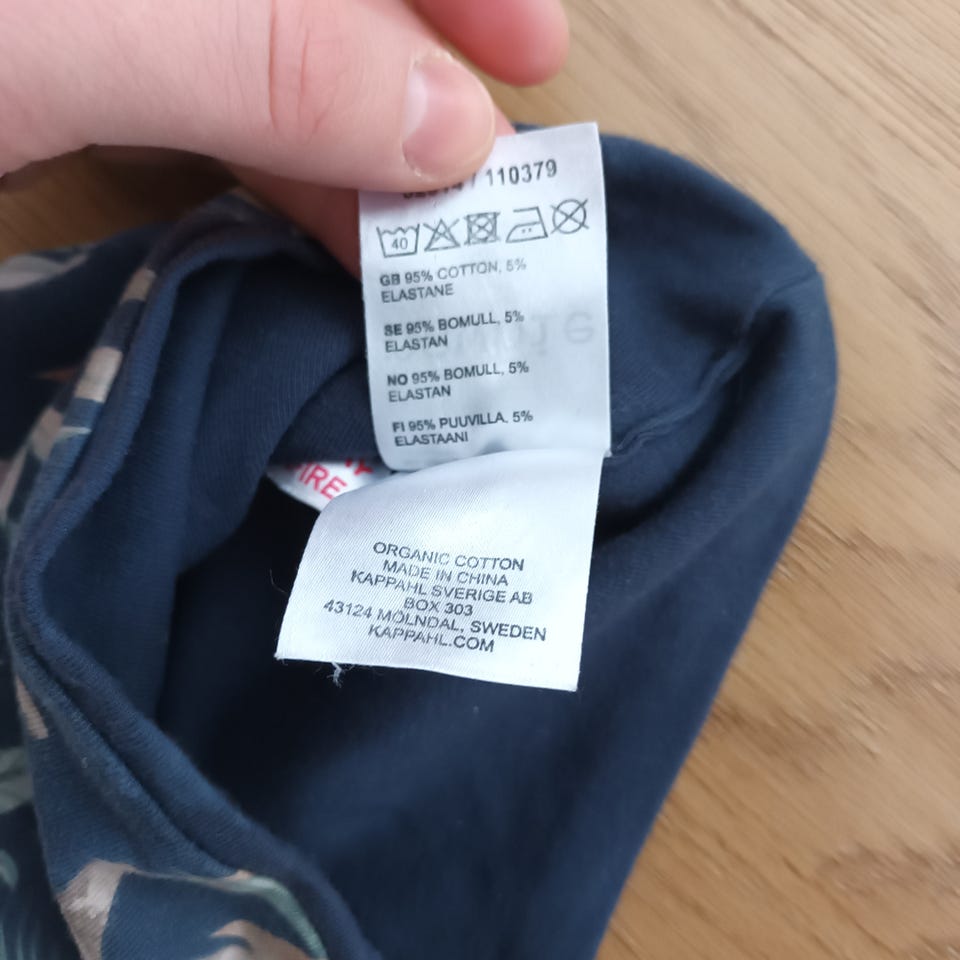 / 110379
40
GB 95% COTTON, 5%
ELASTANE
SE 95% BOMULL, 5%
ELASTAN
NO 95% BOMULL, 5%
ELASTAN
FI 95% PUUVILLA, 5%
ELASTAANI
FIRE
ORGANIC COTTON
MADE IN CHINA
KAPPAHL SVERIGE AB
BOX 303
43124 MÖLNDAL, SWEDEN
KAPPAHL.COM